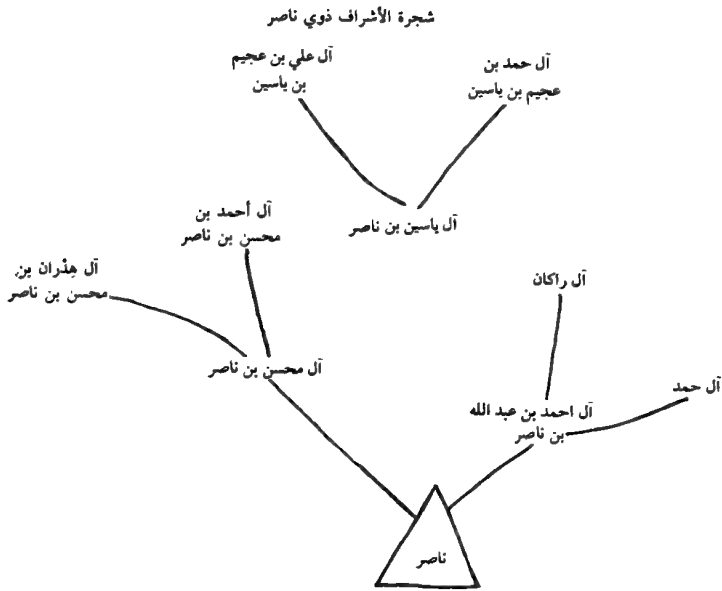 شجرة الأشراف ذوي ناصر
آل حمد بن
عجيم بن ياسين
آل علي بن عجيم
بن ياسين
آل ياسين بن ناصر
آل أحمد بن
محسن بن ناصر
آل هِذْران بن
محسن بن ناصر
آل راكان
آل محسن بن ناصر
آل حمد
آل احمد بن عبد الله
بن ناصر
ناصر